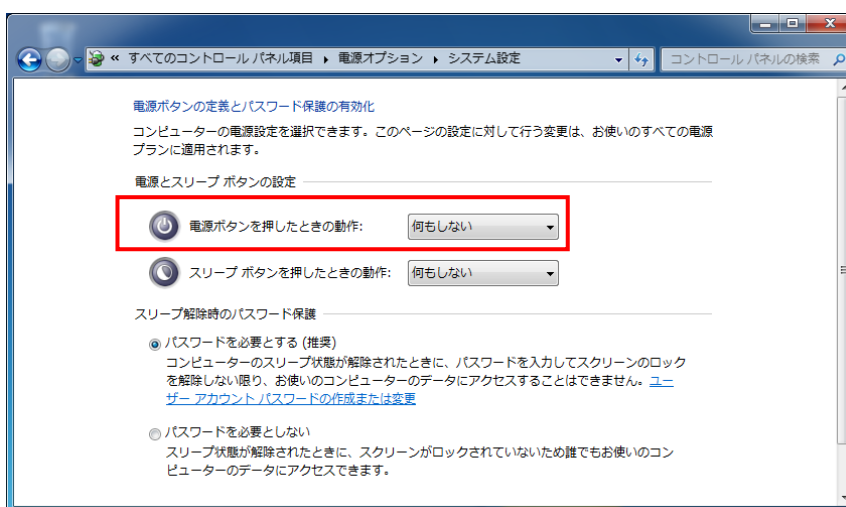 « すべてのコントロール パネル項目 ▸ 電源オプション ▸ システム設定
コントロール パネルの検索
電源ボタンの定義とパスワード保護の有効化
コンピューターの電源設定を選択できます。このページの設定に対して行う変更は、お使いのすべての電源
プランに適用されます。
電源とスリープ ボタンの設定
電源ボタンを押したときの動作: 何もしない
スリープ ボタンを押したときの動作: 何もしない
スリープ解除時のパスワード保護
パスワードを必要とする (推奨)
コンピューターのスリープ状態が解除されたときに、パスワードを入力してスクリーンのロック
を解除しない限り、お使いのコンピューターのデータにアクセスすることはできません。ユー
ザー アカウント パスワードの作成または変更
パスワードを必要としない
スリープ状態が解除されたときに、スクリーンがロックされていないため誰でもお使いのコン
ピューターのデータにアクセスできます。